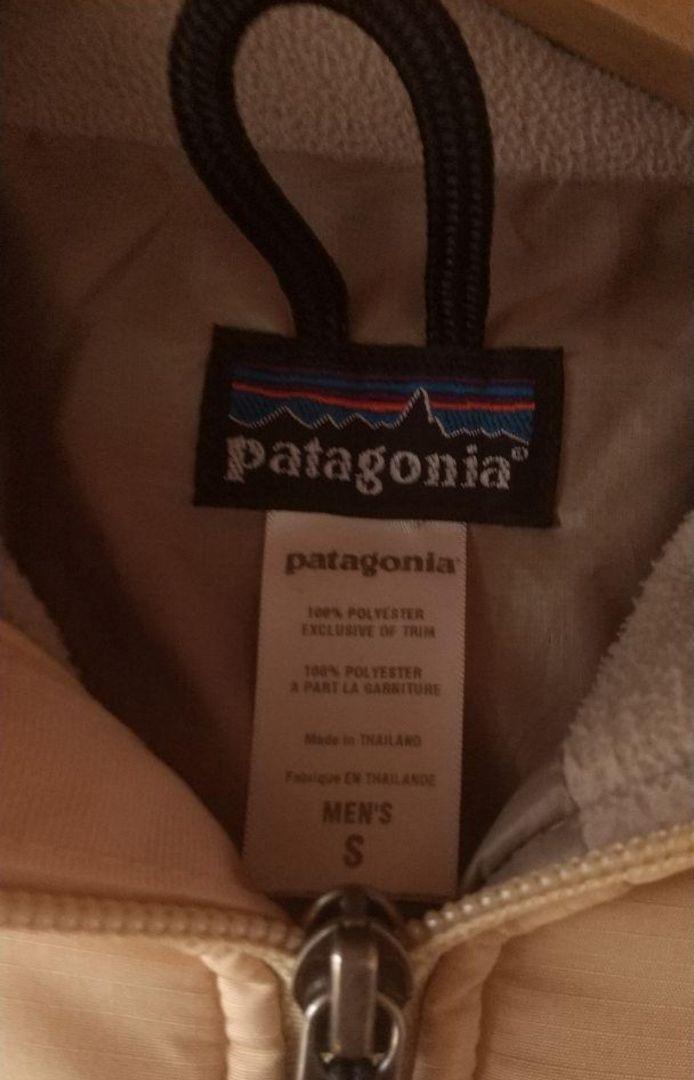 patagonia®
patagonia®
100% POLYESTER
EXCLUSIVE OF TRIM
100% POLYESTER
A PART LA GARNITURE
Made in THAILAND
Fabrique EN THAILANDE
MEN'S
S